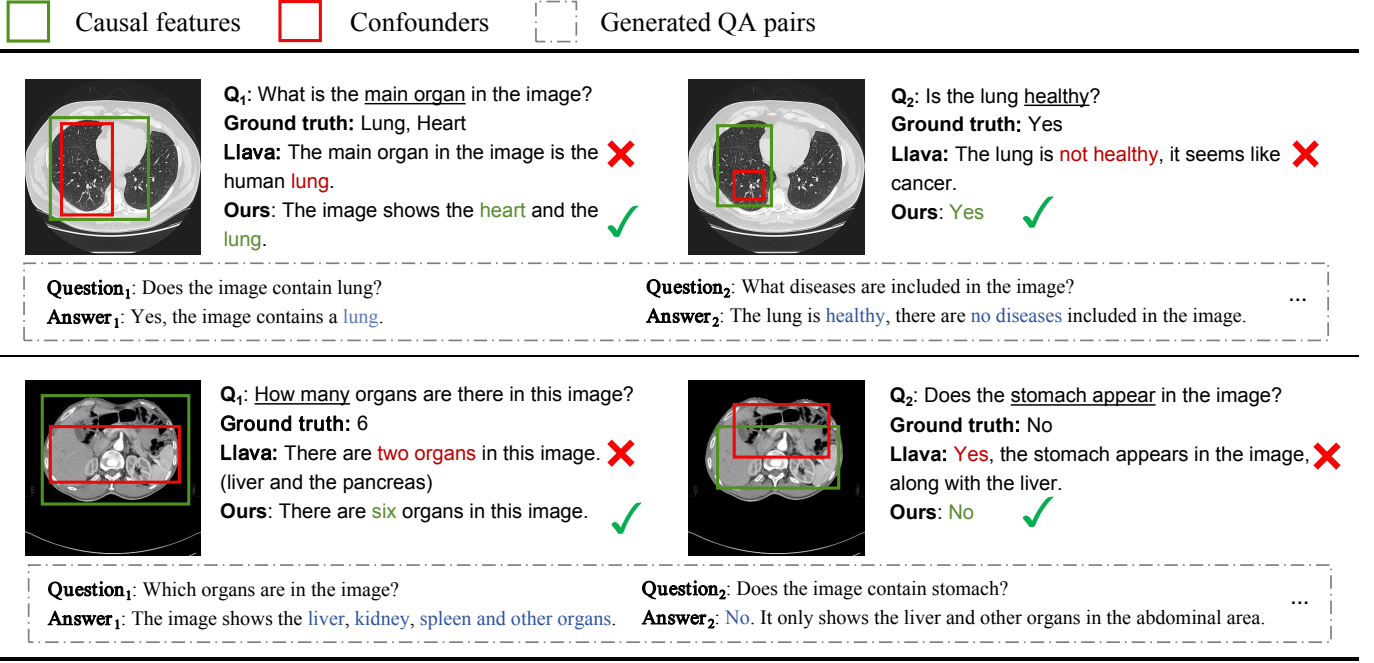 Causal features Confounders Generated QA pairs
Q1: What is the main organ in the image?
Ground truth: Lung, Heart
Llava: The main organ in the image is the
human lung.
Ours: The image shows the heart and the
lung.
Q2: Is the lung healthy?
Ground truth: Yes
Llava: The lung is not healthy, it seems like
cancer.
Ours: Yes
Question1: Does the image contain lung?
Answer1: Yes, the image contains a lung.
Question2: What diseases are included in the image?
Answer2: The lung is healthy, there are no diseases included in the image.
...
Q1: How many organs are there in this image?
Ground truth: 6
Llava: There are two organs in this image.
(liver and the pancreas)
Ours: There are six organs in this image.
Q2: Does the stomach appear in the image?
Ground truth: No
Llava: Yes, the stomach appears in the image,
along with the liver.
Ours: No
Question1: Which organs are in the image?
Answer1: The image shows the liver, kidney, spleen and other organs.
Question2: Does the image contain stomach?
Answer2: No. It only shows the liver and other organs in the abdominal area.
...